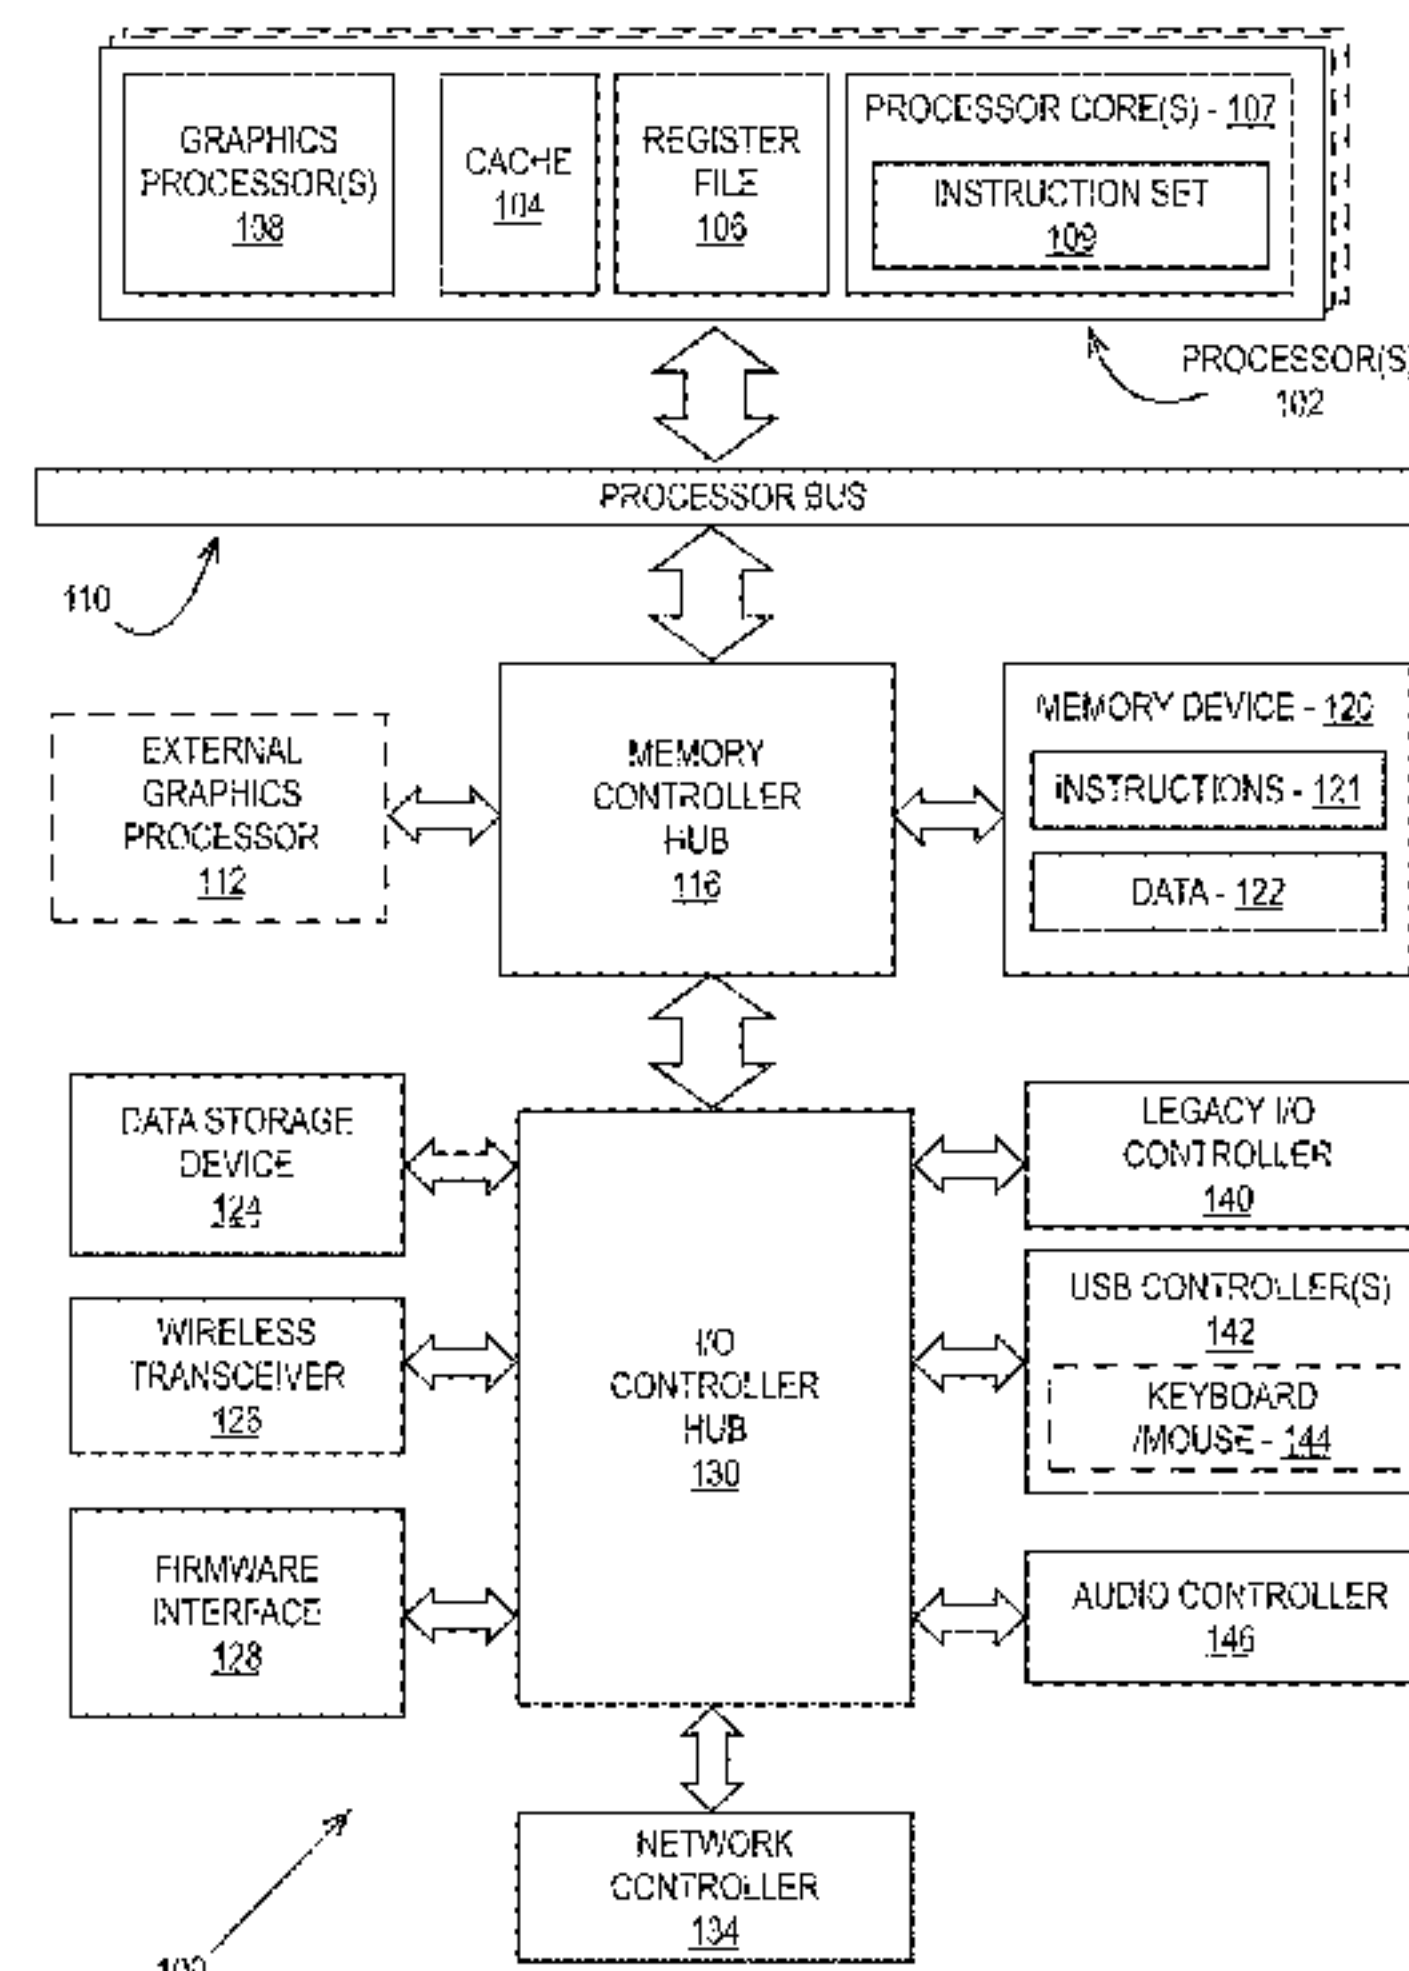 GRAPHICS
PROCESSOR(S)
108
CACHE
104
REGISTER
FILE
106
PROCESSOR CORE(S) - 107
INSTRUCTION SET
109
PROCESSOR(S)
102
PROCESSOR BUS
110
EXTERNAL
GRAPHICS
PROCESSOR
112
MEMORY
CONTROLLER
HUB
116
MEMORY DEVICE - 120
INSTRUCTIONS - 121
DATA - 122
DATA STORAGE
DEVICE
124
WIRELESS
TRANSCEIVER
126
FIRMWARE
INTERFACE
128
I/O
CONTROLLER
HUB
130
LEGACY I/O
CONTROLLER
140
USB CONTROLLER(S)
142
KEYBOARD
/MOUSE - 144
AUDIO CONTROLLER
146
NETWORK
CONTROLLER
134
100